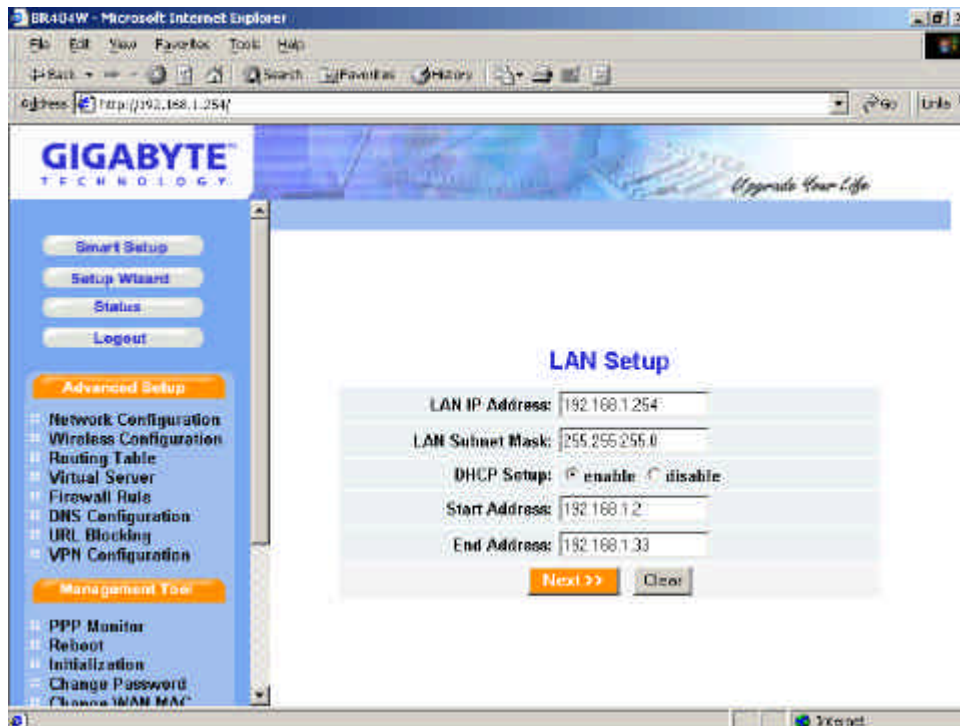 BR404W - Microsoft Internet Explorer
File Edit View Favorites Tools Help
Back Search Favorites History
Address http://192.168.1.254/ Go Links
GIGABYTE™
TECHNOLOGY
Upgrade Your Life
Smart Setup
Setup Wizard
Status
Logout
Advanced Setup
Network Configuration
Wireless Configuration
Routing Table
Virtual Server
Firewall Rule
DNS Configuration
URL Blocking
VPN Configuration
Management Tool
PPP Monitor
Reboot
Initialization
Change Password
Change WAN MAC
LAN Setup
LAN IP Address: 192.168.1.254
LAN Subnet Mask: 255.255.255.0
DHCP Setup: enable disable
Start Address: 192.168.1.2
End Address: 192.168.1.33
Next >> Clear
Internet